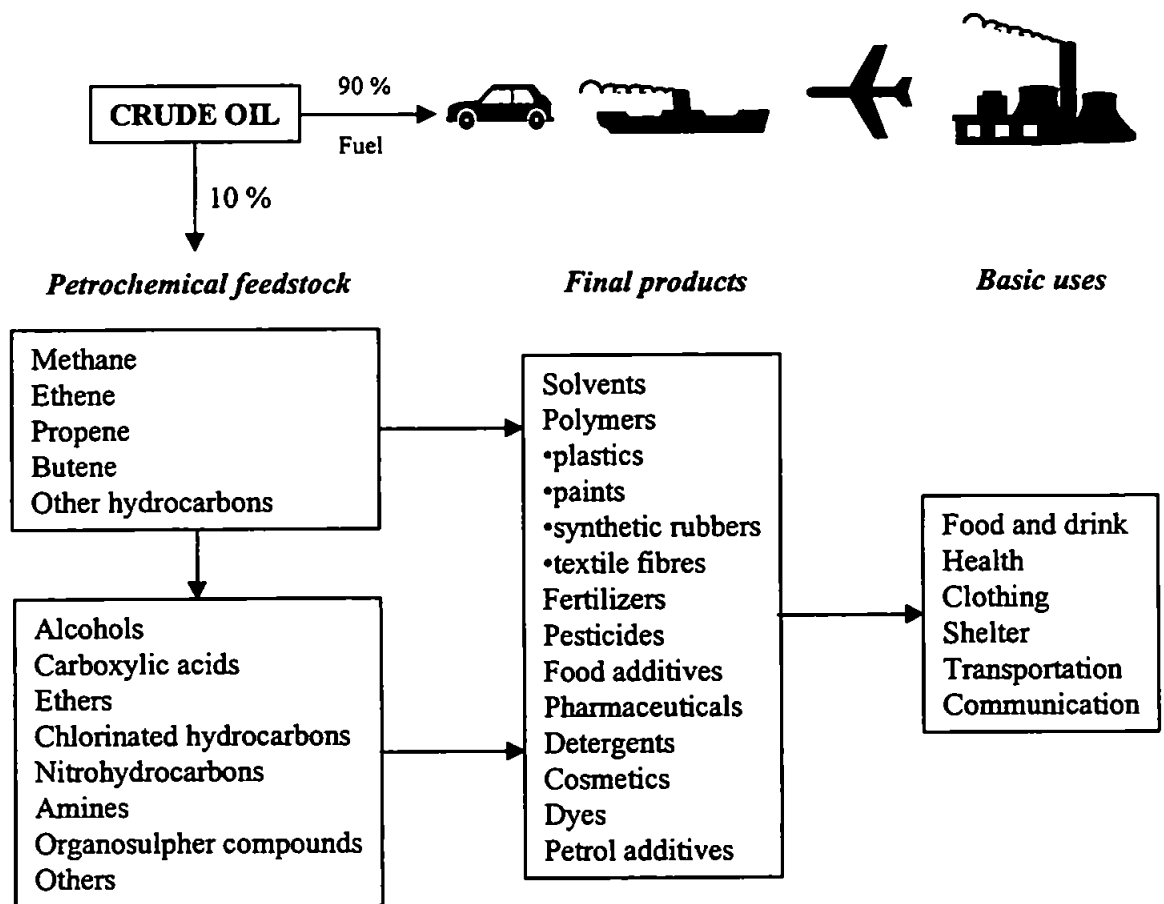 CRUDE OIL
90 %
Fuel
10 %
Petrochemical feedstock
Final products
Basic uses
Methane
Ethene
Propene
Butene
Other hydrocarbons
Alcohols
Carboxylic acids
Ethers
Chlorinated hydrocarbons
Nitrohydrocarbons
Amines
Organosulpher compounds
Others
Solvents
Polymers
•plastics
•paints
•synthetic rubbers
•textile fibres
Fertilizers
Pesticides
Food additives
Pharmaceuticals
Detergents
Cosmetics
Dyes
Petrol additives
Food and drink
Health
Clothing
Shelter
Transportation
Communication